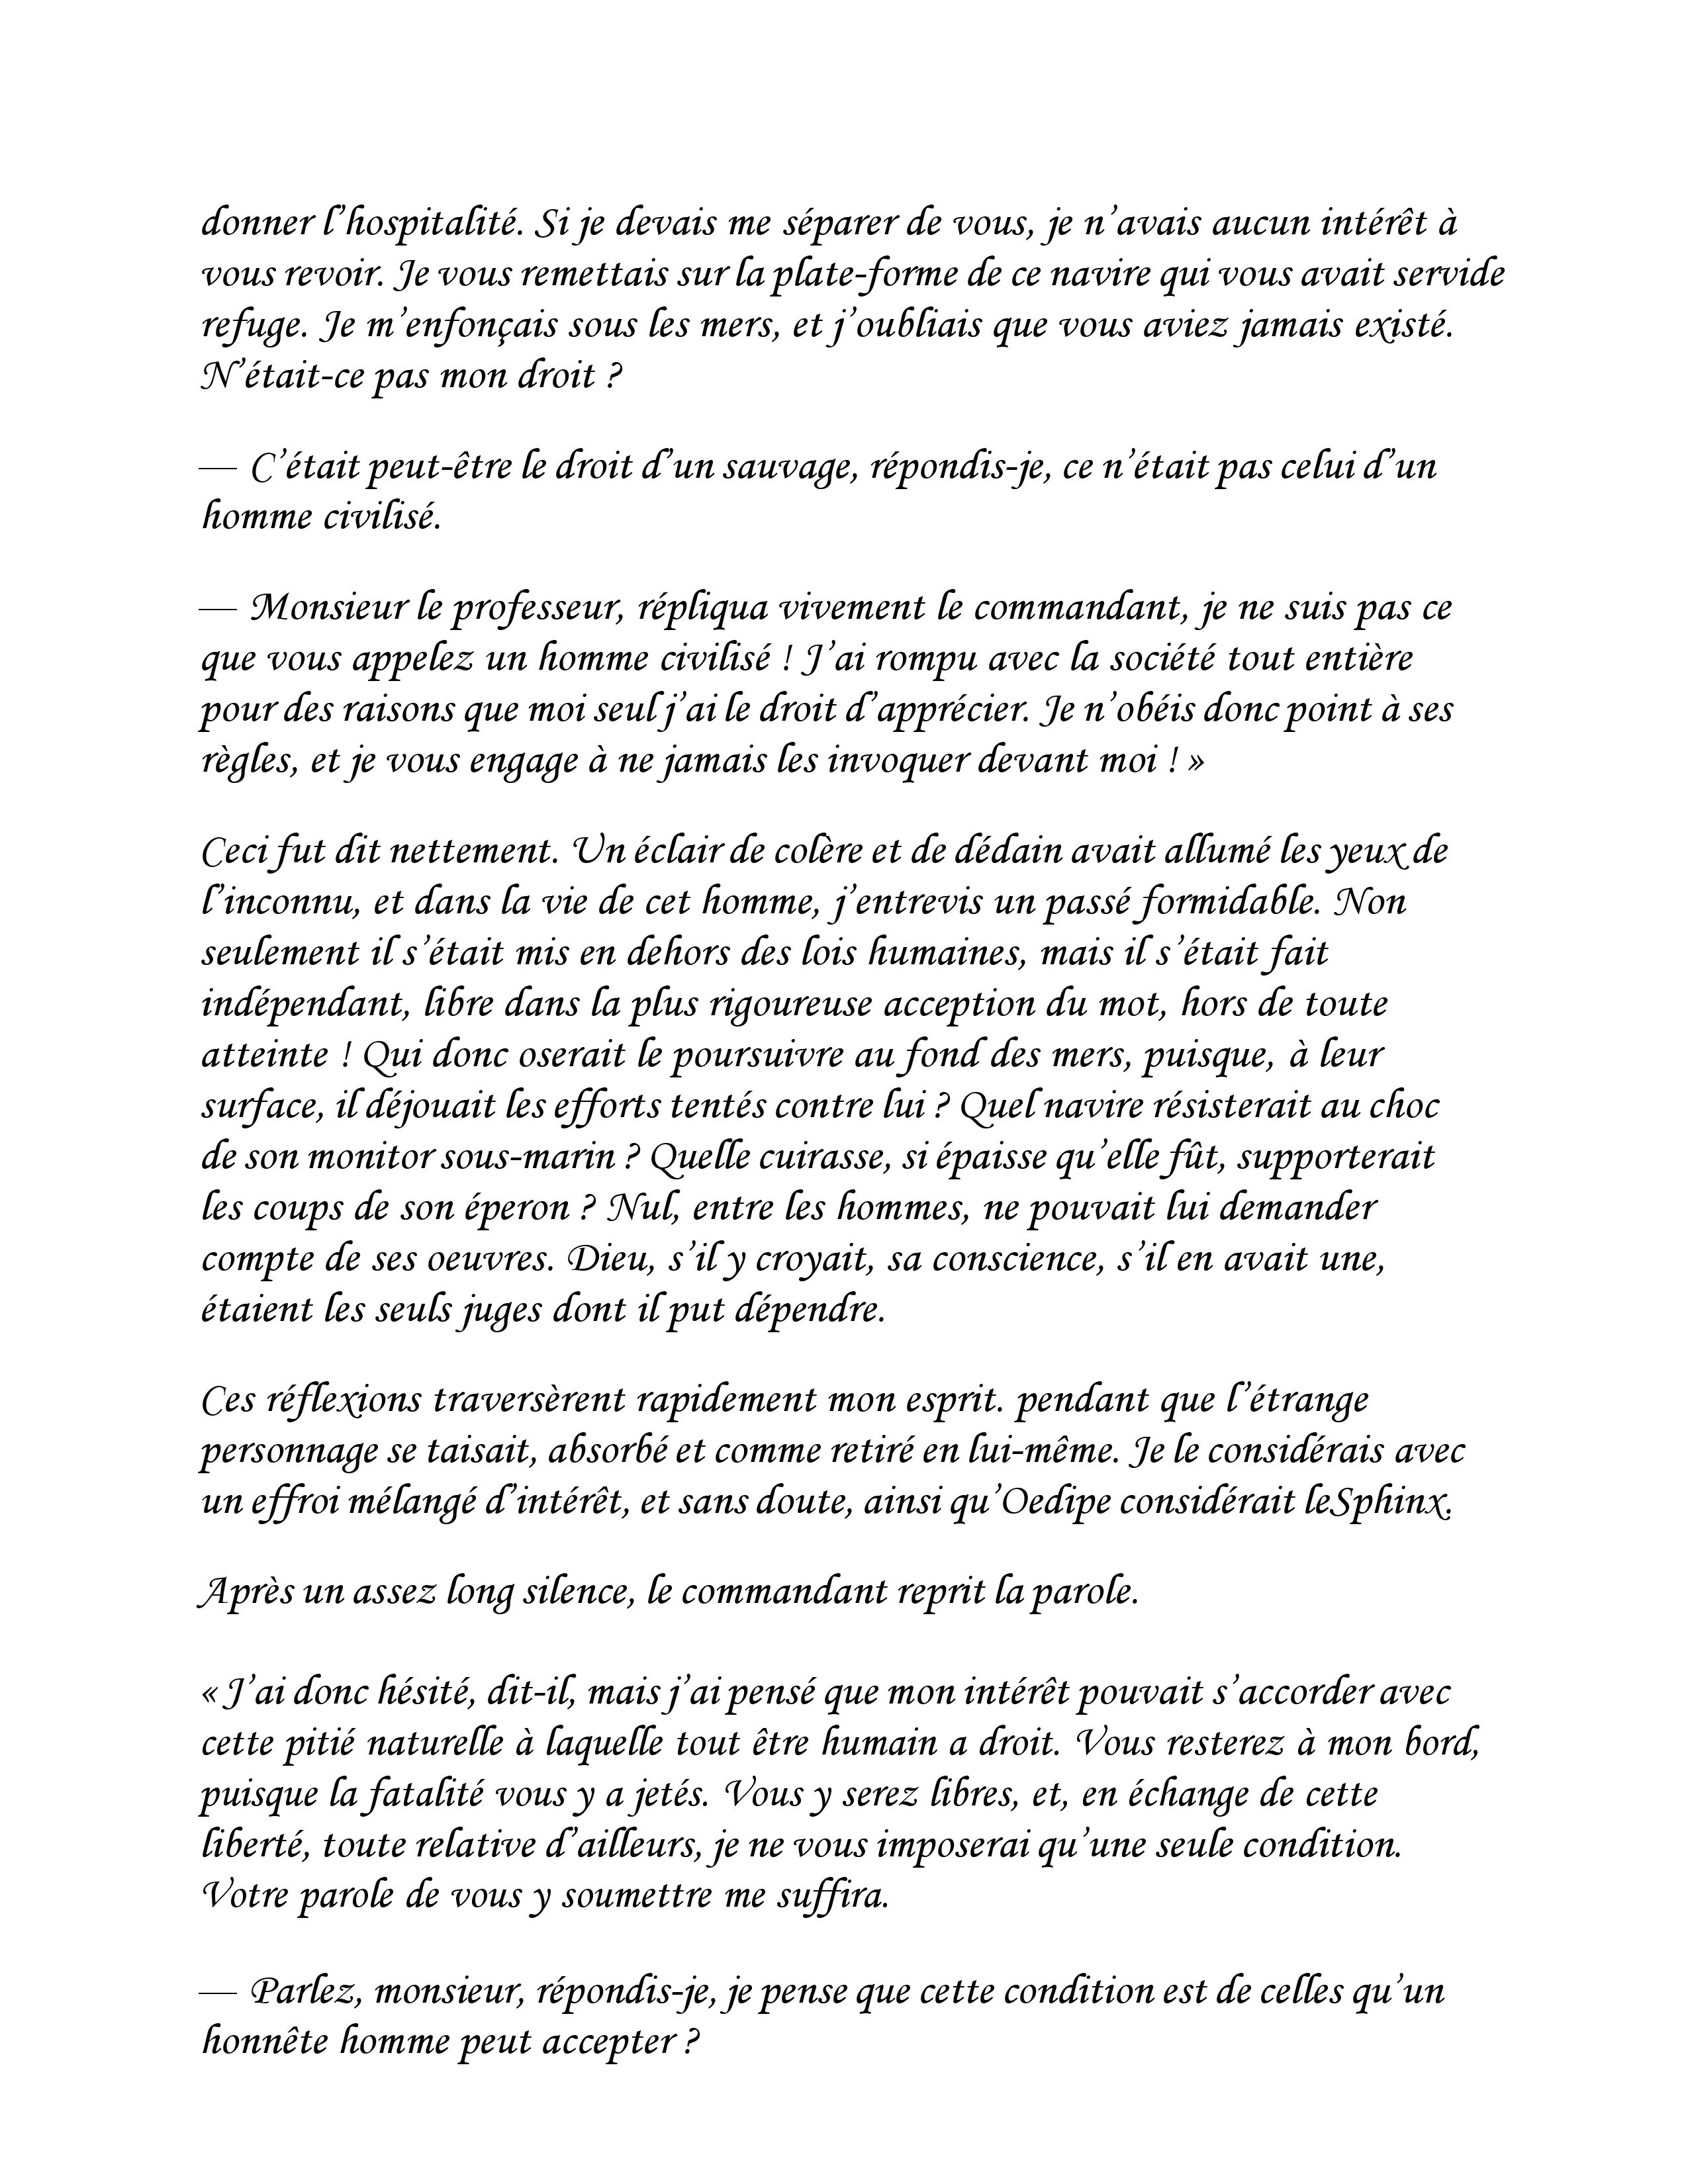 donner l’hospitalité. Si je devais me séparer de vous, je n’avais aucun intérêt à
vous revoir. Je vous remettais sur la plate-forme de ce navire qui vous avait servide
refuge. Je m’enfonçais sous les mers, et j’oubliais que vous aviez jamais existé.
N’était-ce pas mon droit ?
— C’était peut-être le droit d’un sauvage, répondis-je, ce n’était pas celui d’un
homme civilisé.
— Monsieur le professeur, répliqua vivement le commandant, je ne suis pas ce
que vous appelez un homme civilisé ! J’ai rompu avec la société tout entière
pour des raisons que moi seul j’ai le droit d’apprécier. Je n’obéis donc point à ses
règles, et je vous engage à ne jamais les invoquer devant moi ! »
Ceci fut dit nettement. Un éclair de colère et de dédain avait allumé les yeux de
l’inconnu, et dans la vie de cet homme, j’entrevis un passé formidable. Non
seulement il s’était mis en dehors des lois humaines, mais il s’était fait
indépendant, libre dans la plus rigoureuse acception du mot, hors de toute
atteinte ! Qui donc oserait le poursuivre au fond des mers, puisque, à leur
surface, il déjouait les efforts tentés contre lui ? Quel navire résisterait au choc
de son monitor sous-marin ? Quelle cuirasse, si épaisse qu’elle fût, supporterait
les coups de son éperon ? Nul, entre les hommes, ne pouvait lui demander
compte de ses oeuvres. Dieu, s’il y croyait, sa conscience, s’il en avait une,
étaient les seuls juges dont il put dépendre.
Ces réflexions traversèrent rapidement mon esprit. pendant que l’étrange
personnage se taisait, absorbé et comme retiré en lui-même. Je le considérais avec
un effroi mélangé d’intérêt, et sans doute, ainsi qu’Oedipe considérait leSphinx.
Après un assez long silence, le commandant reprit la parole.
« J’ai donc hésité, dit-il, mais j’ai pensé que mon intérêt pouvait s’accorder avec
cette pitié naturelle à laquelle tout être humain a droit. Vous resterez à mon bord,
puisque la fatalité vous y a jetés. Vous y serez libres, et, en échange de cette
liberté, toute relative d’ailleurs, je ne vous imposerai qu’une seule condition.
Votre parole de vous y soumettre me suffira.
— Parlez, monsieur, répondis-je, je pense que cette condition est de celles qu’un
honnête homme peut accepter ?